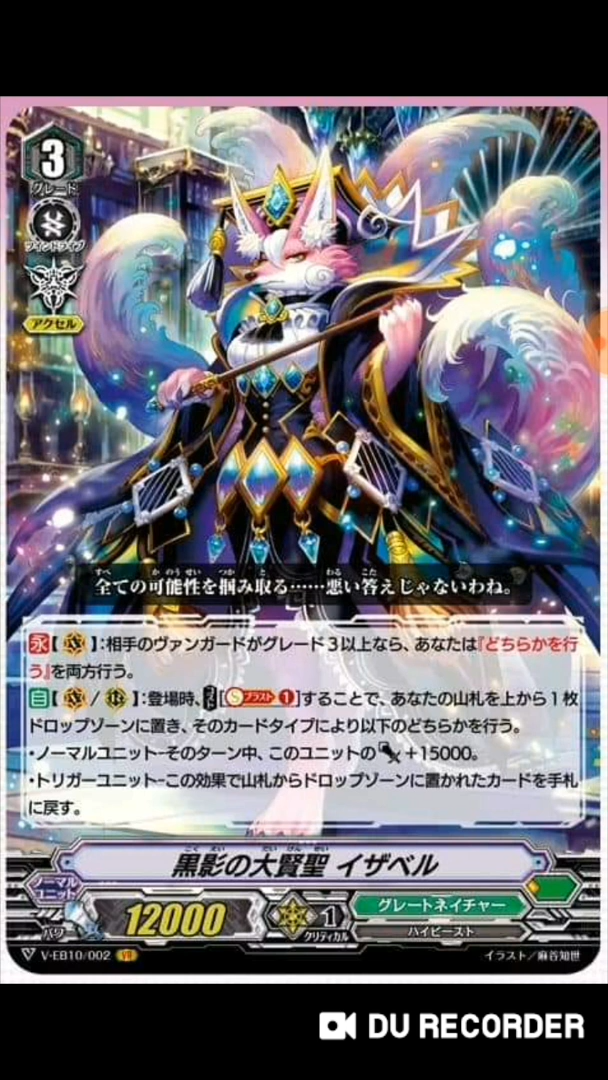 3
グレード
ツインドライブ
アクセル
全ての可能性を掴み取る……悪い答えじゃないわね。
永【 】:相手のヴァンガードがグレード3以上なら、あなたは『どちらかを行
う』を両方行う。
自【 / 】:登場時、コスト[Sブラスト1]することで、あなたの山札を上から1枚
ドロップゾーンに置き、そのカードタイプにより以下のどちらかを行う。
・ノーマルユニット-そのターン中、このユニットの +15000。
・トリガーユニット-この効果で山札からドロップゾーンに置かれたカードを手札
に戻す。
こくえい だいけんせい
黒影の大賢聖 イザベル
ノーマル
ユニット
パワー
12000
1
クリティカル
グレートネイチャー
ハイビースト
V-EB10/002 VR
イラスト/麻谷知世
DU RECORDER